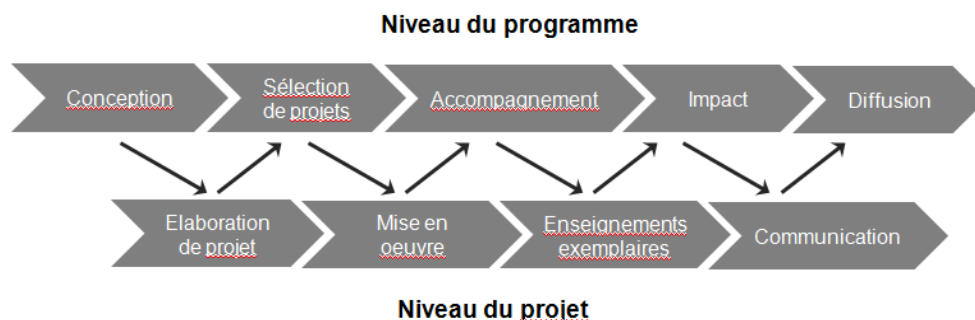 Niveau du programme
Conception
Sélection
de projets
Accompagnement
Impact
Diffusion
Elaboration
de projet
Mise en
oeuvre
Enseignements
exemplaires
Communication
Niveau du projet